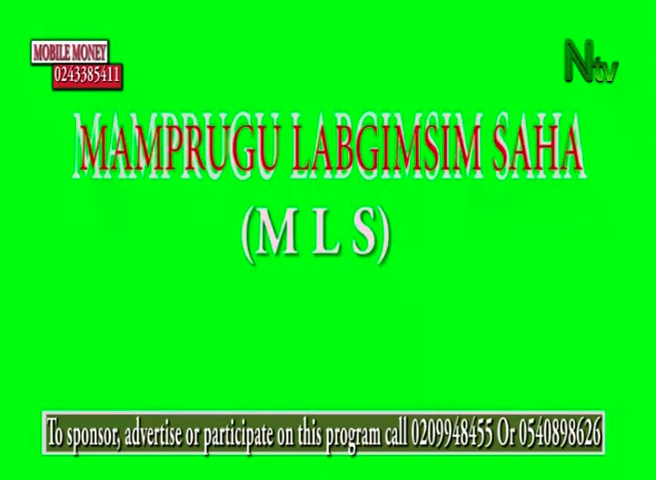 MOBILE MONEY
0243385411
Ntv
MAMPRUGU LABGIMSIM SAHA
(M L S)
To sponsor, advertise or participate on this program call 0209948455 Or 0540898626